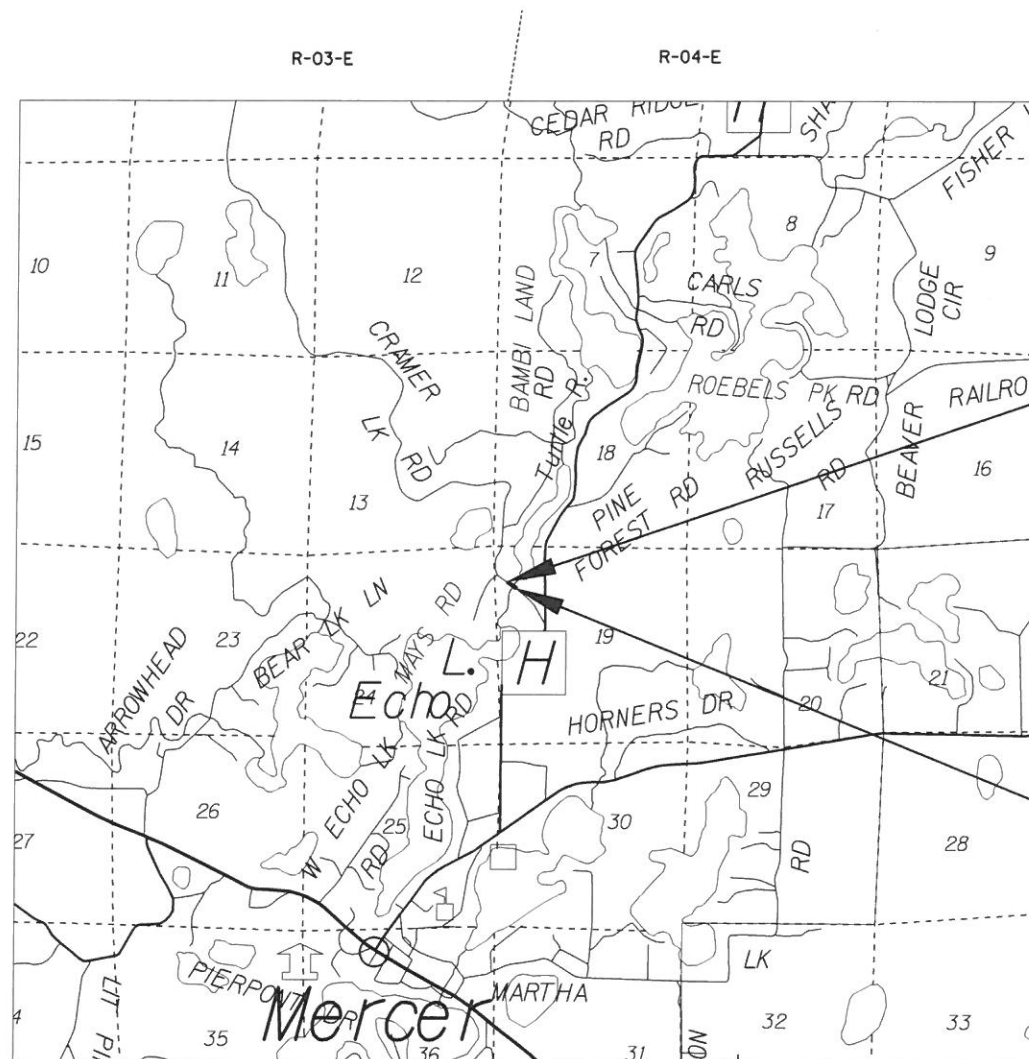 R-03-E
R-04-E
CEDAR RIDGE
RD
H
SHA
FISHER
8
9
10
11
12
7
CARLS
RD
LODGE
CIR
BAMBI LAND
RD
CRAMER
LK RD
Turtle R.
ROEBELS PK RD
RAILRO
15
14
13
18
PINE
FOREST RD
RUSSELLS
RD
17
BEAVER
16
22
23
ARROWHEAD
DR
BEAR LK LN
MAYS RD
24
L.
Echo
H
19
20
21
HORNERS DR
26
27
W ECHO LK
RD
25
ECHO LK RD
30
29
RD
28
LK
MARTHA
PIERPONT
DR
Mercer
LIT PI
4
35
36
31
ON
32
33